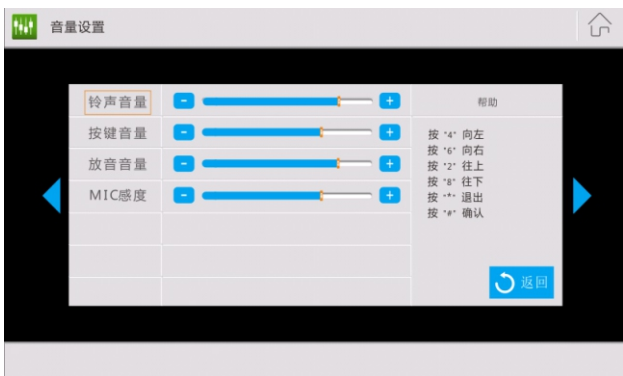 音量设置
铃声音量 - +
按键音量 - +
放音音量 - +
MIC感度 - +
帮助
按 "4" 向左
按 "6" 向右
按 "2" 往上
按 "8" 往下
按 "*" 退出
按 "#" 确认
返回